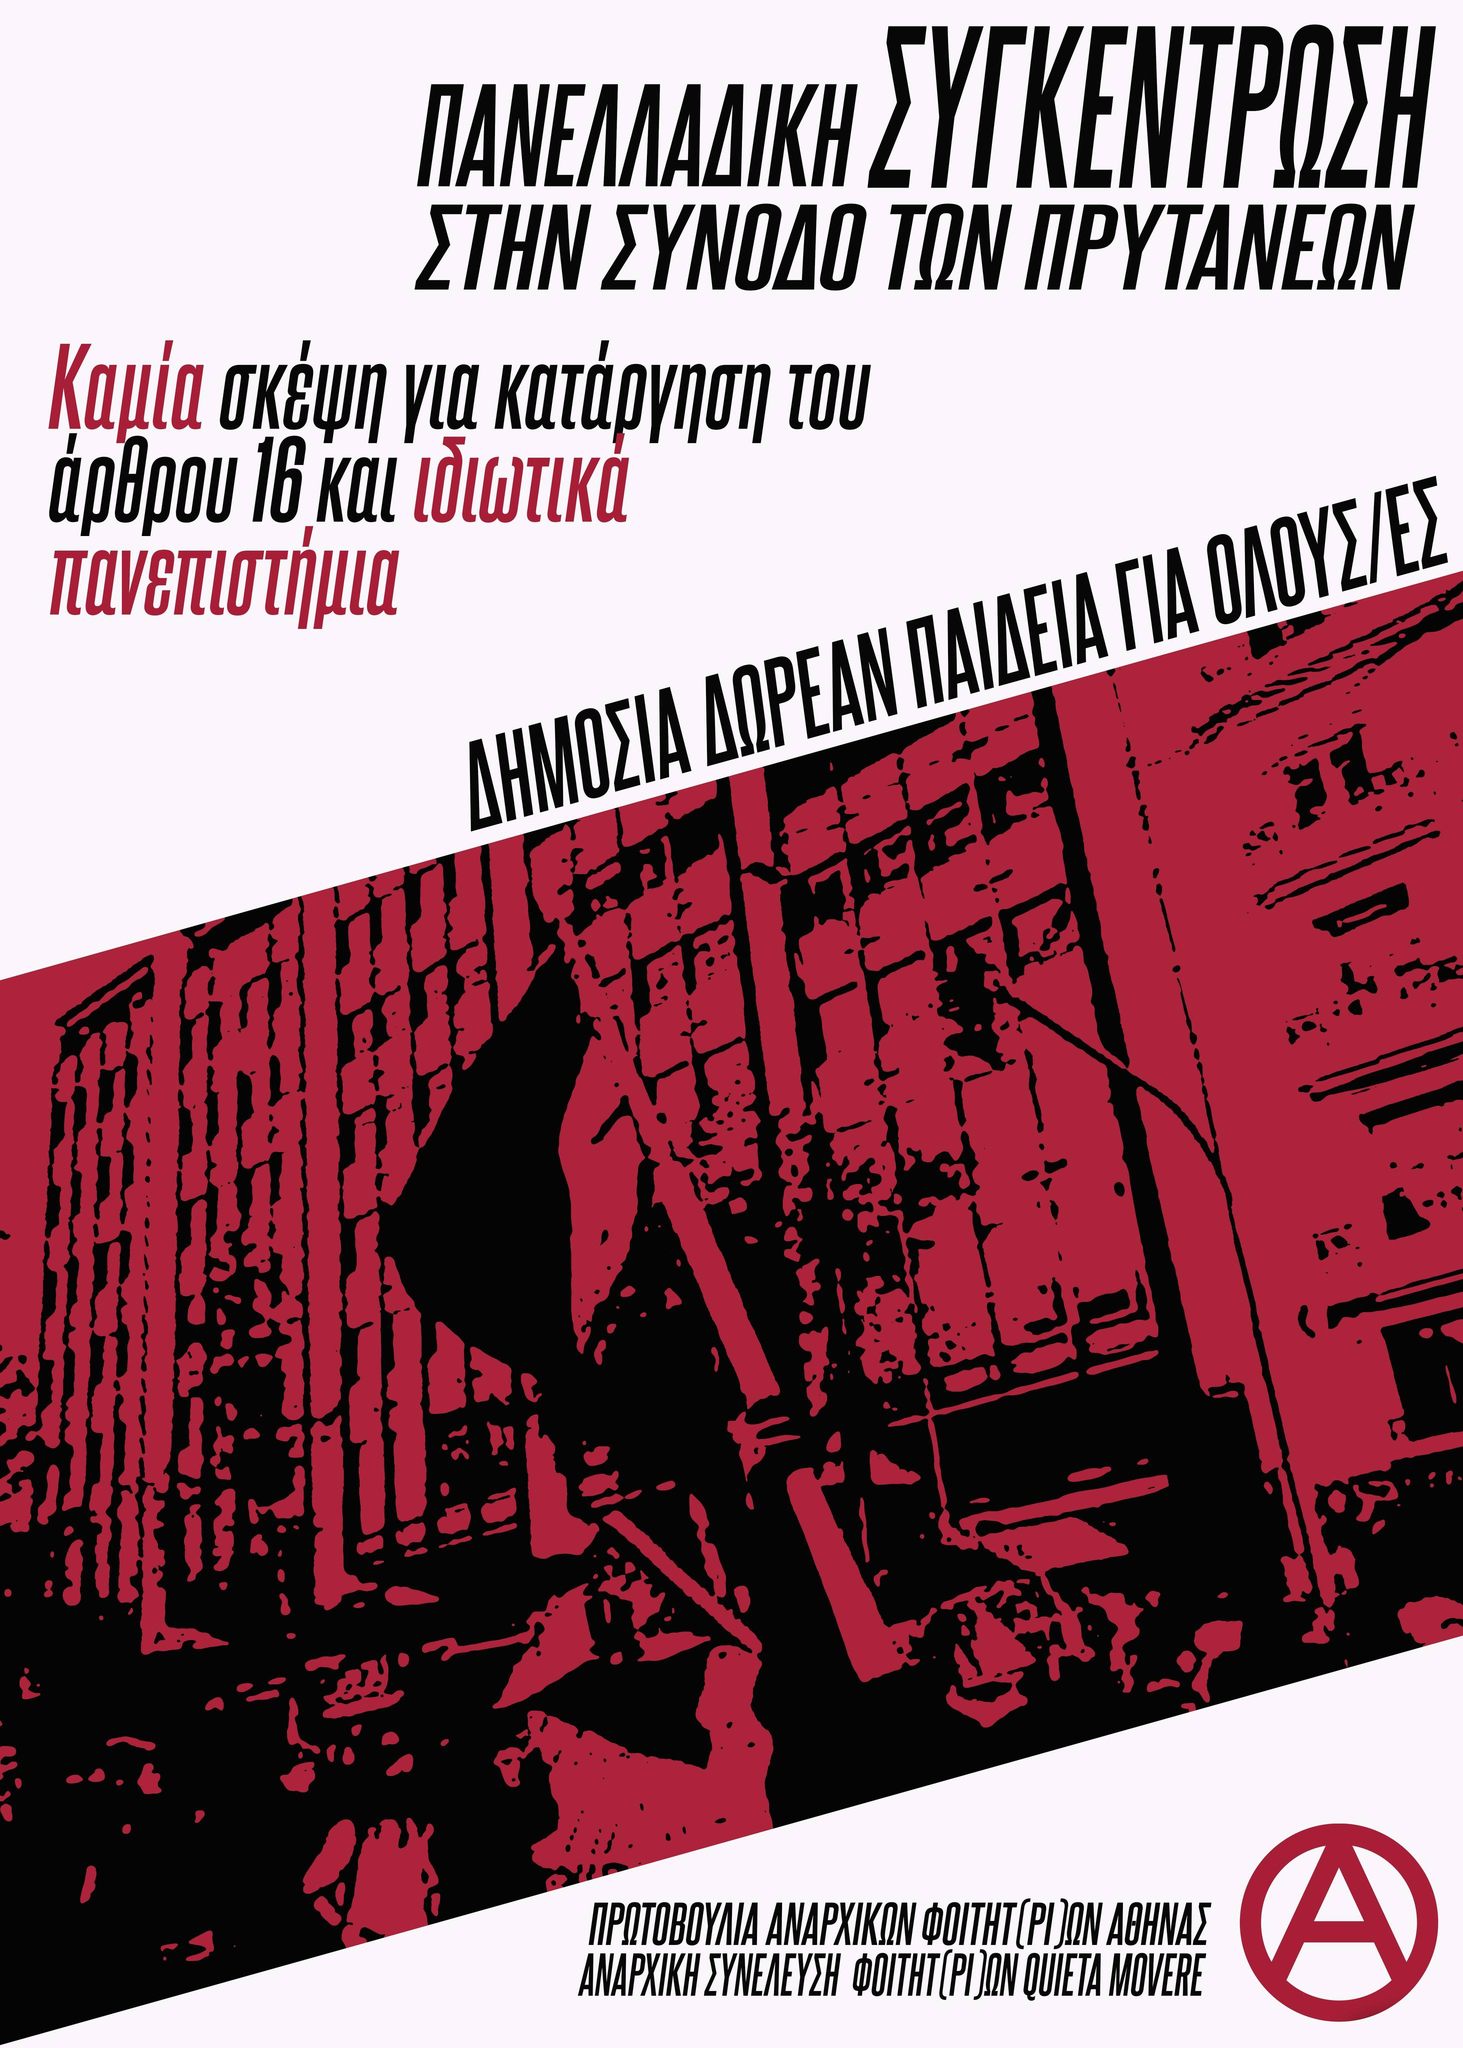 ΠΑΝΕΛΛΑΔΙΚΗ ΣΥΓΚΕΝΤΡΩΣΗ
ΣΤΗΝ ΣΥΝΟΔΟ ΤΩΝ ΠΡΥΤΑΝΕΩΝ
Καμία σκέψη για κατάργηση του
άρθρου 16 και ιδιωτικά
πανεπιστήμια
ΔΗΜΟΣΙΑ ΔΩΡΕΑΝ ΠΑΙΔΕΙΑ ΓΙΑ ΟΛΟΥΣ/ΕΣ
ΠΡΩΤΟΒΟΥΛΙΑ ΑΝΑΡΧΙΚΩΝ ΦΟΙΤΗΤ(ΡΙ)ΩΝ ΑΘΗΝΑΣ
ΑΝΑΡΧΙΚΗ ΣΥΝΕΛΕΥΣΗ ΦΟΙΤΗΤ(ΡΙ)ΩΝ QUIETA MOVERE